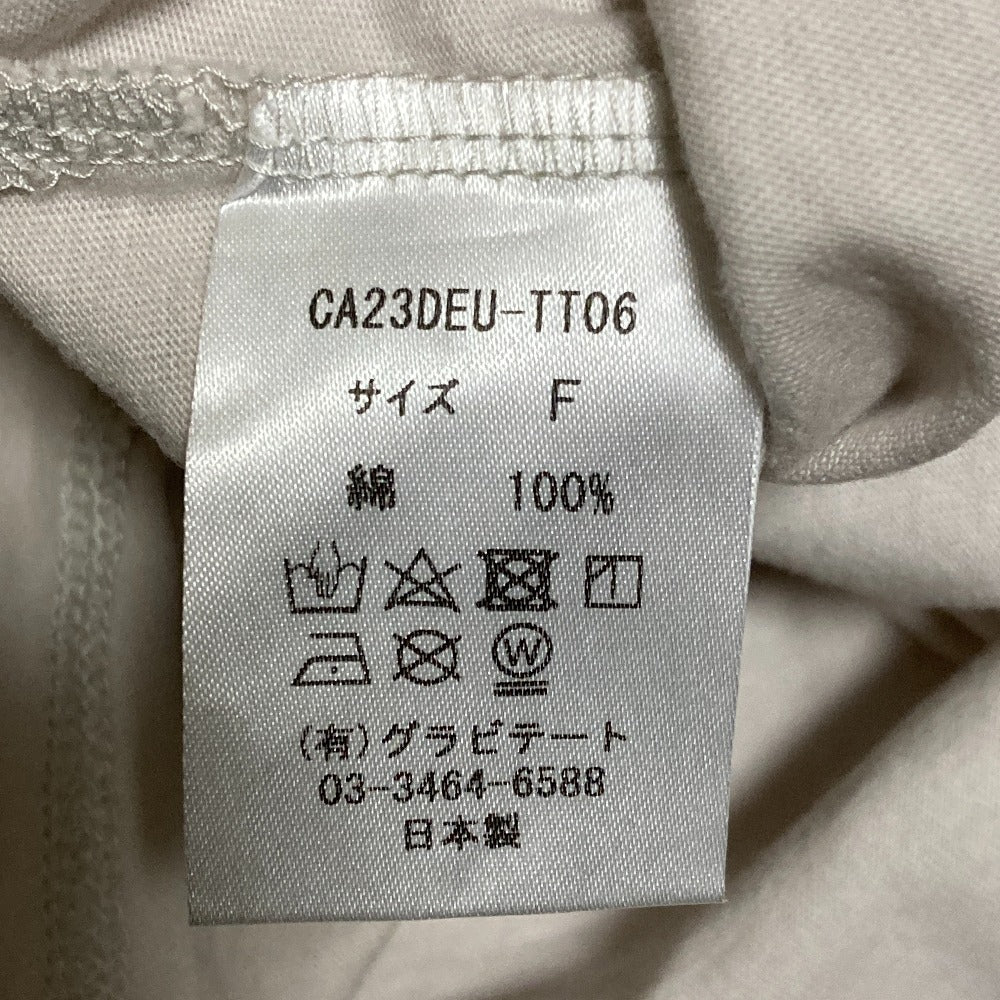 CA23DEU-TT06
サイズ F
綿 100%
W
(有)グラビテート
03-3464-6588
日本製